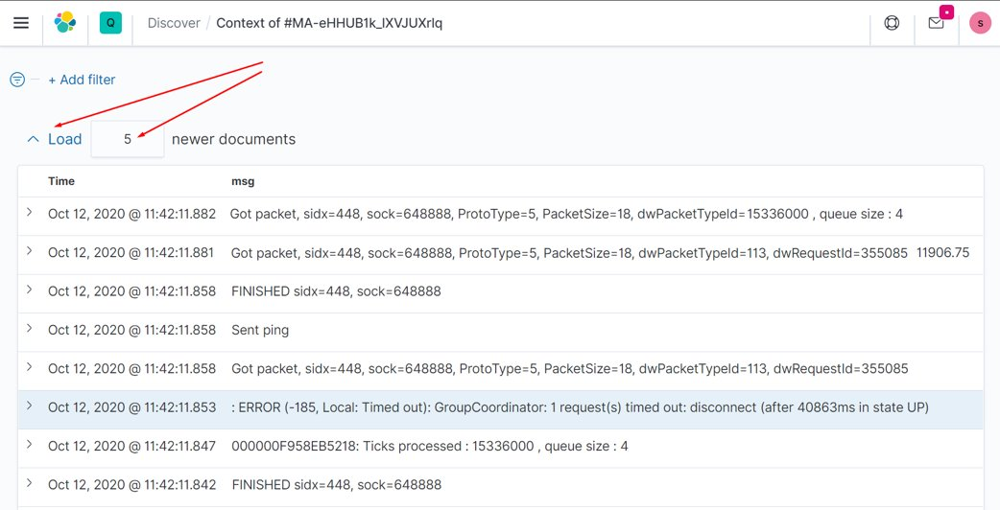 Q Discover / Context of #MA-eHHUB1k_IXVJUXrIq s
+ Add filter
Load 5 newer documents
Time msg
Oct 12, 2020 @ 11:42:11.882 Got packet, sidx=448, sock=648888, ProtoType=5, PacketSize=18, dwPacketTypeId=15336000 , queue size : 4
Oct 12, 2020 @ 11:42:11.881 Got packet, sidx=448, sock=648888, ProtoType=5, PacketSize=18, dwPacketTypeId=113, dwRequestId=355085 11906.75
Oct 12, 2020 @ 11:42:11.858 FINISHED sidx=448, sock=648888
Oct 12, 2020 @ 11:42:11.858 Sent ping
Oct 12, 2020 @ 11:42:11.858 Got packet, sidx=448, sock=648888, ProtoType=5, PacketSize=18, dwPacketTypeId=113, dwRequestId=355085
Oct 12, 2020 @ 11:42:11.853 : ERROR (-185, Local: Timed out): GroupCoordinator: 1 request(s) timed out: disconnect (after 40863ms in state UP)
Oct 12, 2020 @ 11:42:11.847 000000F958EB5218: Ticks processed : 15336000 , queue size : 4
Oct 12, 2020 @ 11:42:11.842 FINISHED sidx=448, sock=648888